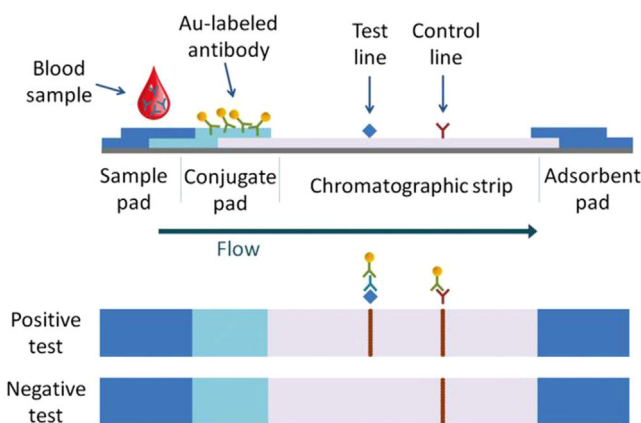 Au-labeled
antibody
Test
line
Control
line
Blood
sample
Sample
pad
Conjugate
pad
Chromatographic strip
Adsorbent
pad
Flow
Positive
test
Negative
test